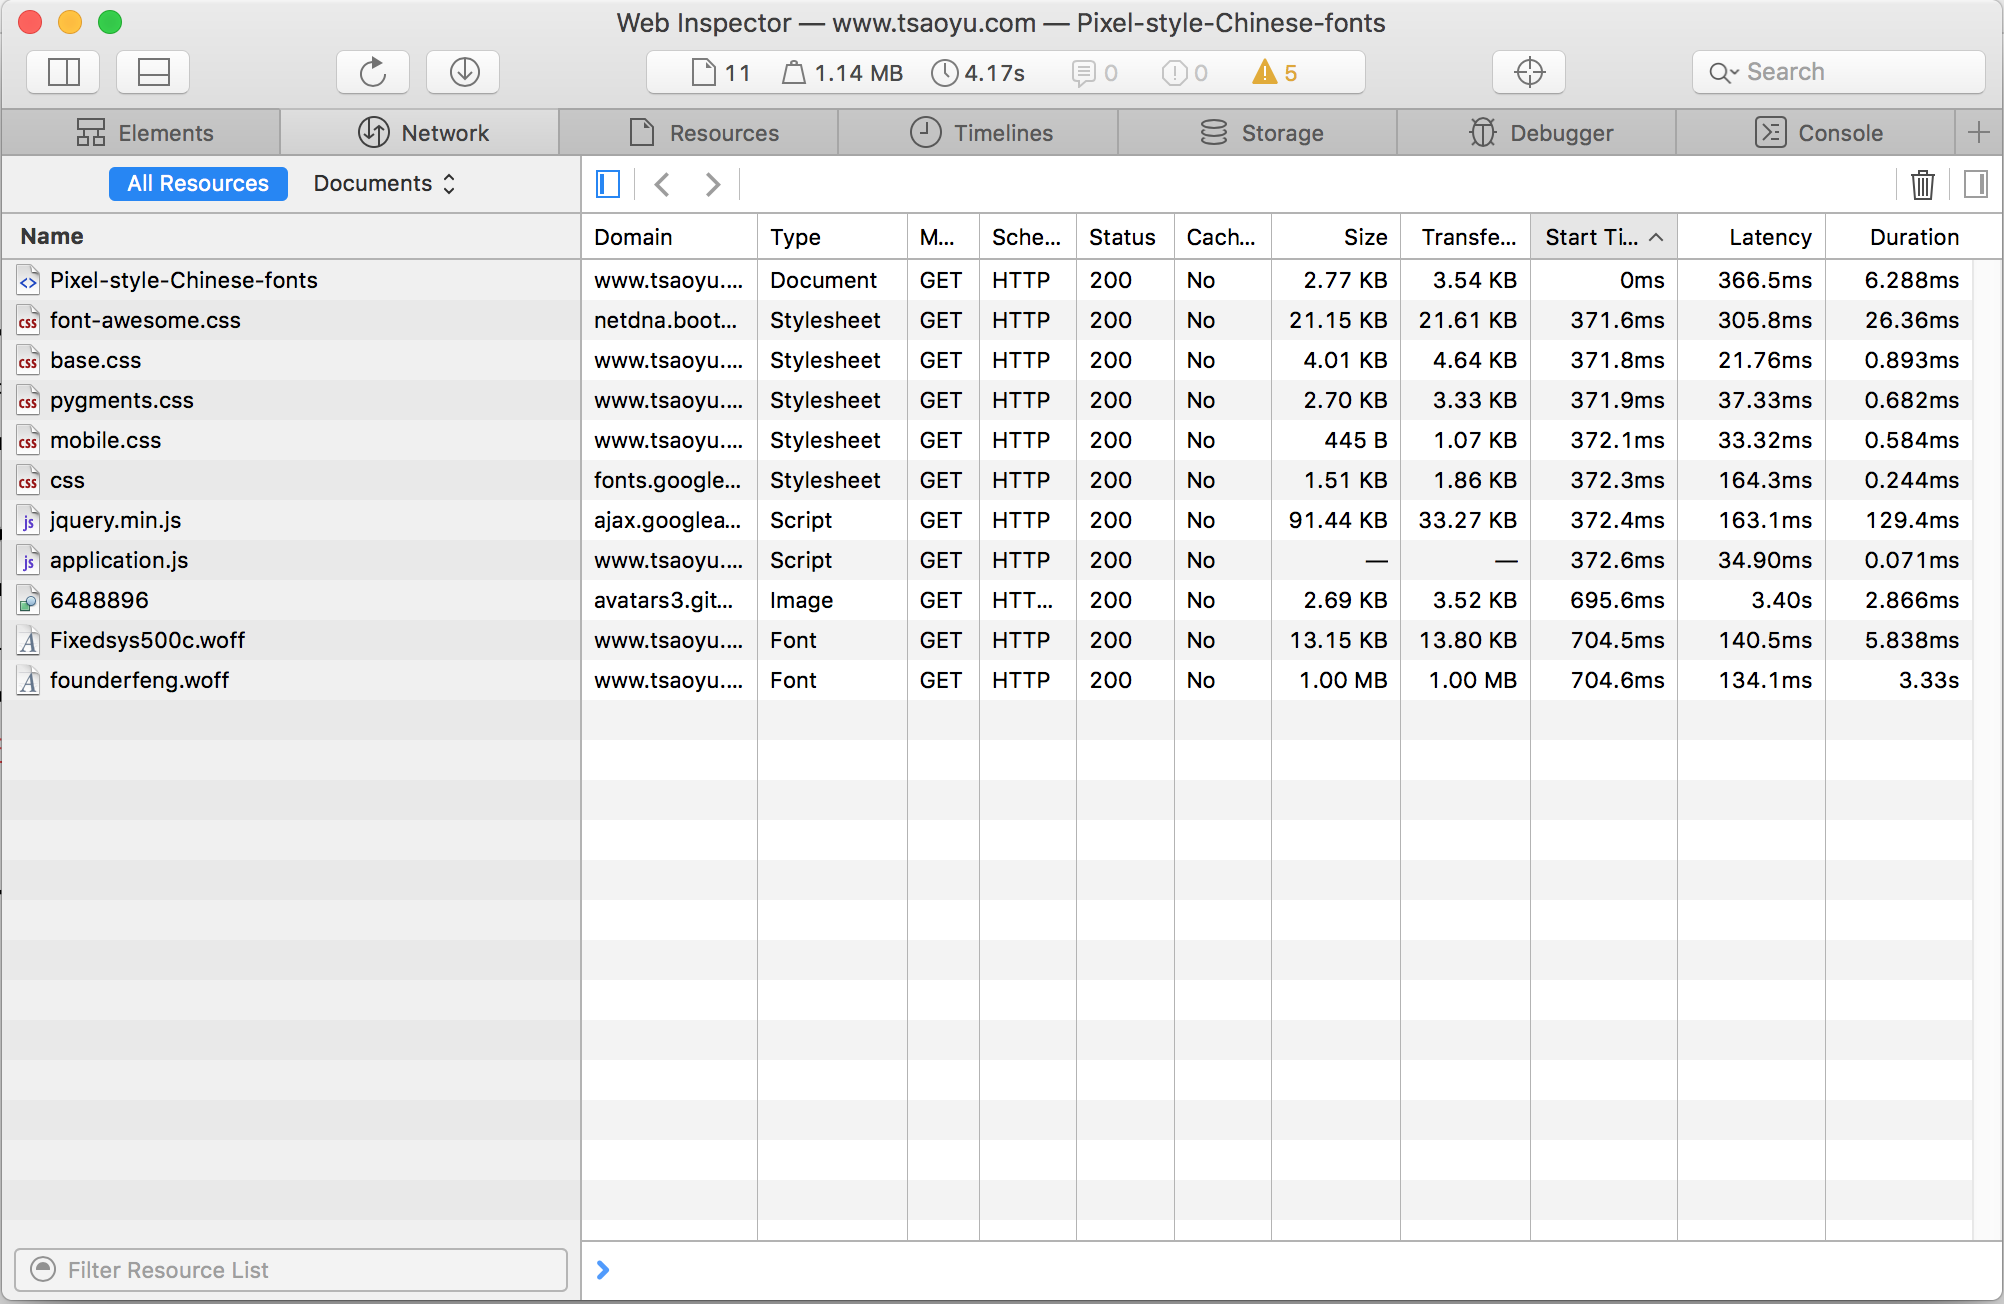 Web Inspector — www.tsaoyu.com — Pixel-style-Chinese-fonts
11 1.14 MB 4.17s 0 0 5 Search
Elements Network Resources Timelines Storage Debugger Console
All Resources Documents
Name Domain Type M... Sche... Status Cach... Size Transfe... Start Ti... Latency Duration
Pixel-style-Chinese-fonts www.tsaoyu.... Document GET HTTP 200 No 2.77 KB 3.54 KB 0ms 366.5ms 6.288ms
css font-awesome.css netdna.boot... Stylesheet GET HTTP 200 No 21.15 KB 21.61 KB 371.6ms 305.8ms 26.36ms
css base.css www.tsaoyu.... Stylesheet GET HTTP 200 No 4.01 KB 4.64 KB 371.8ms 21.76ms 0.893ms
css pygments.css www.tsaoyu.... Stylesheet GET HTTP 200 No 2.70 KB 3.33 KB 371.9ms 37.33ms 0.682ms
css mobile.css www.tsaoyu.... Stylesheet GET HTTP 200 No 445 B 1.07 KB 372.1ms 33.32ms 0.584ms
css css fonts.google... Stylesheet GET HTTP 200 No 1.51 KB 1.86 KB 372.3ms 164.3ms 0.244ms
js jquery.min.js ajax.googlea... Script GET HTTP 200 No 91.44 KB 33.27 KB 372.4ms 163.1ms 129.4ms
js application.js www.tsaoyu.... Script GET HTTP 200 No — — 372.6ms 34.90ms 0.071ms
6488896 avatars3.git... Image GET HTT... 200 No 2.69 KB 3.52 KB 695.6ms 3.40s 2.866ms
A Fixedsys500c.woff www.tsaoyu.... Font GET HTTP 200 No 13.15 KB 13.80 KB 704.5ms 140.5ms 5.838ms
A founderfeng.woff www.tsaoyu.... Font GET HTTP 200 No 1.00 MB 1.00 MB 704.6ms 134.1ms 3.33s
Filter Resource List